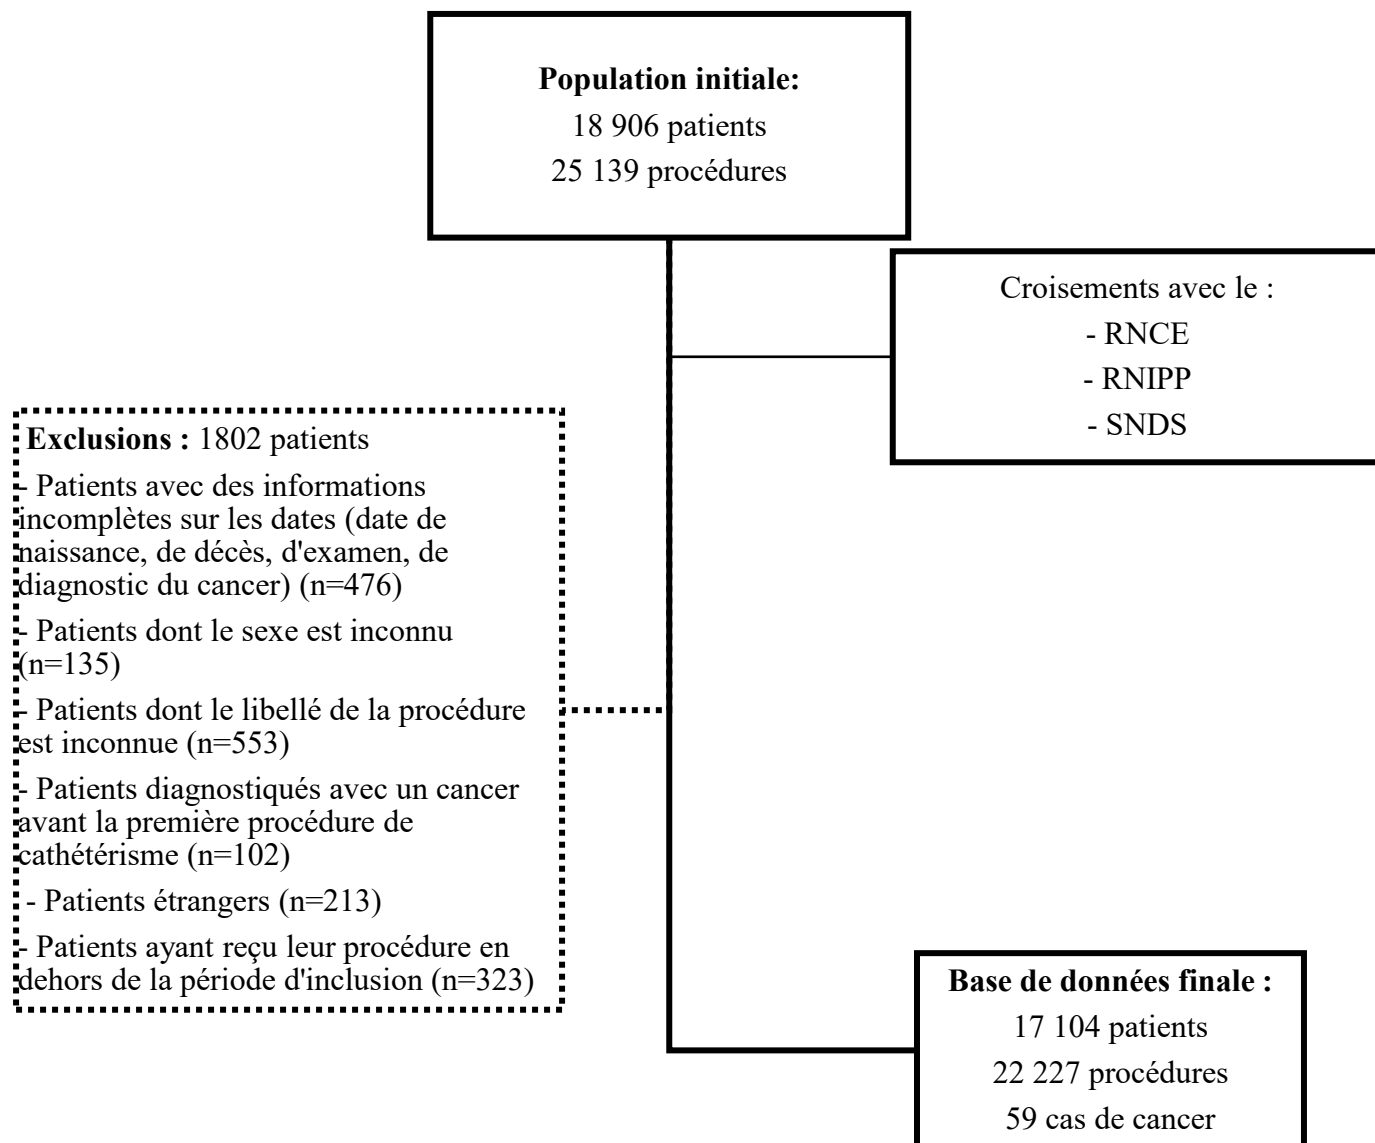 Population initiale:
18 906 patients
25 139 procédures
Croisements avec le :
- RNCE
- RNIPP
- SNDS
Exclusions : 1802 patients
- Patients avec des informations
incomplètes sur les dates (date de
naissance, de décès, d'examen, de
diagnostic du cancer) (n=476)
- Patients dont le sexe est inconnu
(n=135)
- Patients dont le libellé de la procédure
est inconnue (n=553)
- Patients diagnostiqués avec un cancer
avant la première procédure de
cathétérisme (n=102)
- Patients étrangers (n=213)
- Patients ayant reçu leur procédure en
dehors de la période d'inclusion (n=323)
Base de données finale :
17 104 patients
22 227 procédures
59 cas de cancer